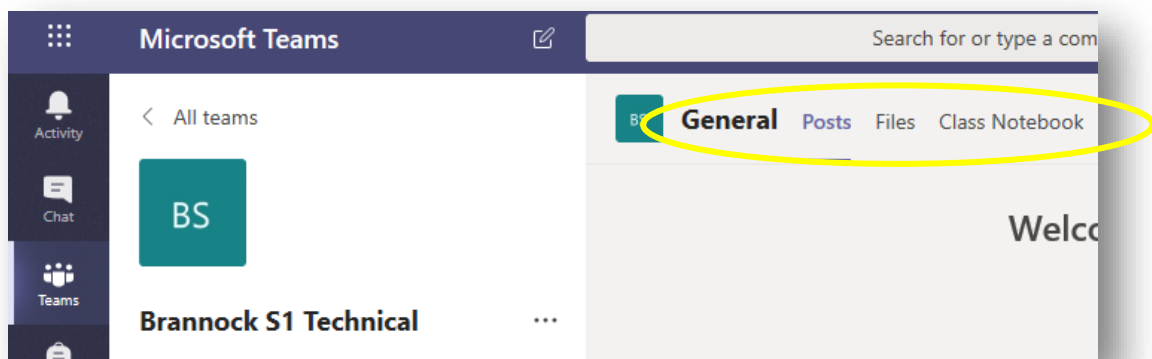 Microsoft Teams
Search for or type a com
Activity
< All teams
BS General Posts Files Class Notebook
Chat
BS
Welco
Teams
Brannock S1 Technical ...